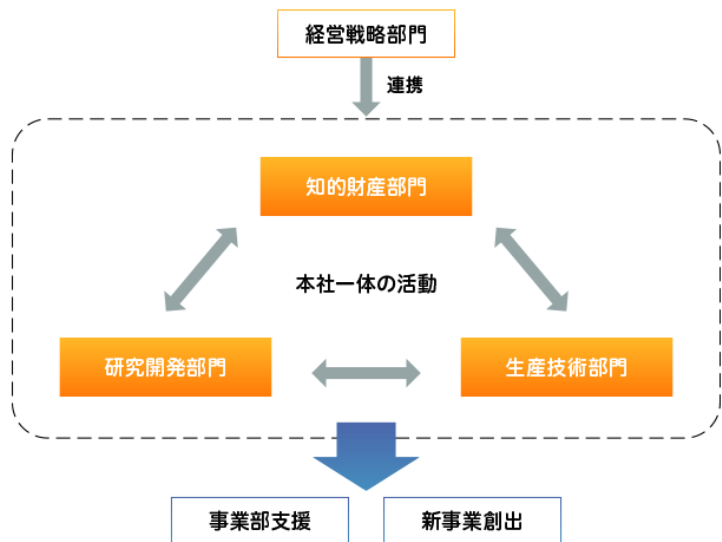 経営戦略部門
連携
知的財産部門
本社一体の活動
研究開発部門
生産技術部門
事業部支援
新事業創出